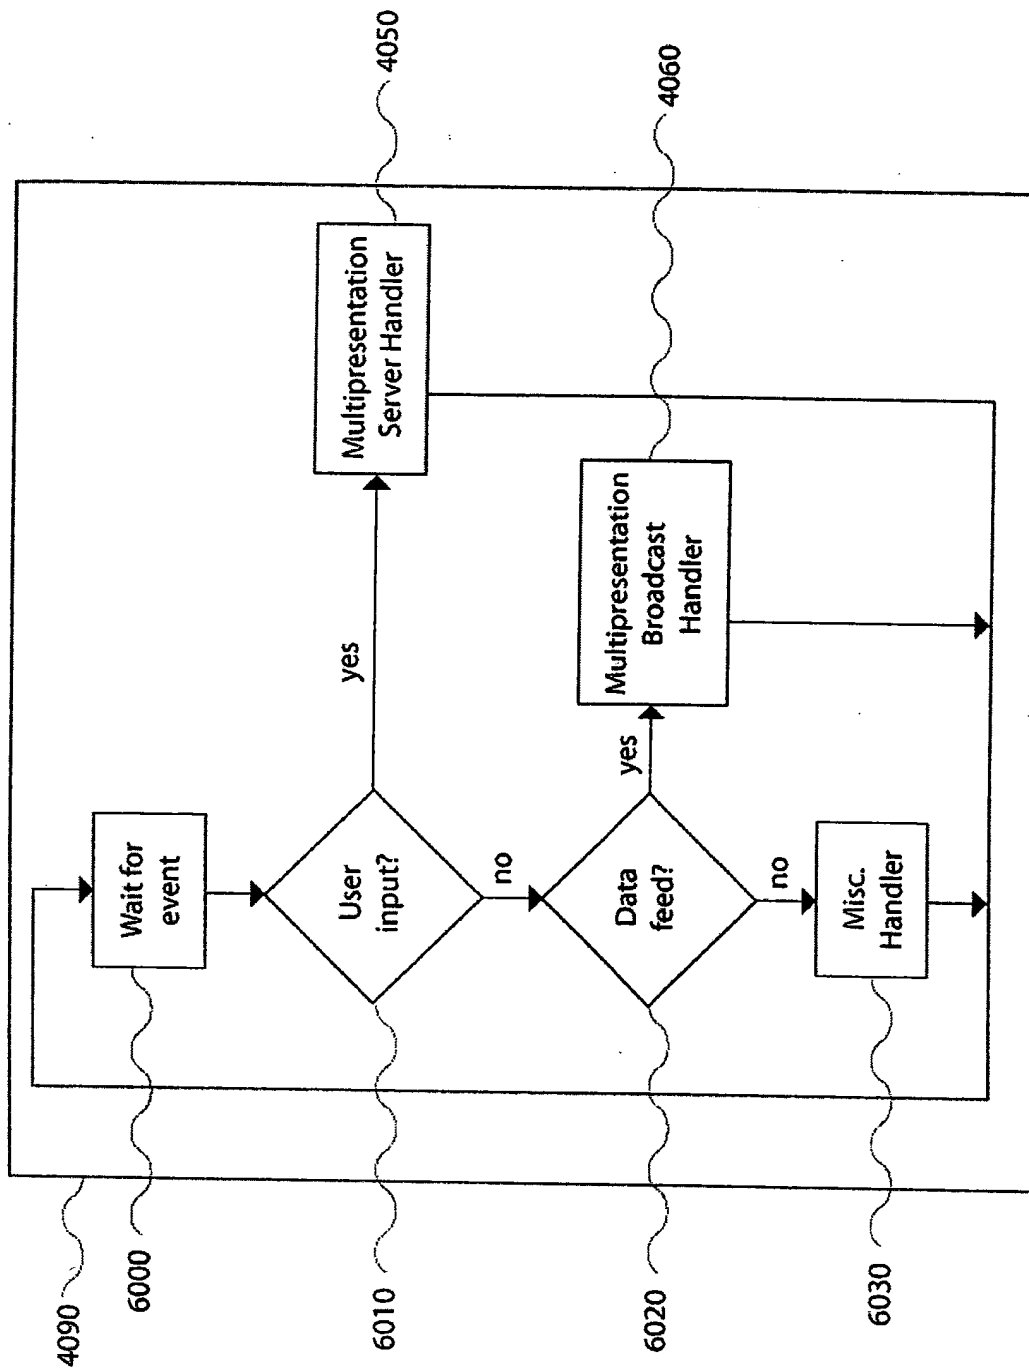 4090
6000
Wait for
event
6010
User
input?
yes
Multipresentation
Server Handler
4050
no
6020
Data
feed?
yes
Multipresentation
Broadcast
Handler
4060
no
6030
Misc.
Handler